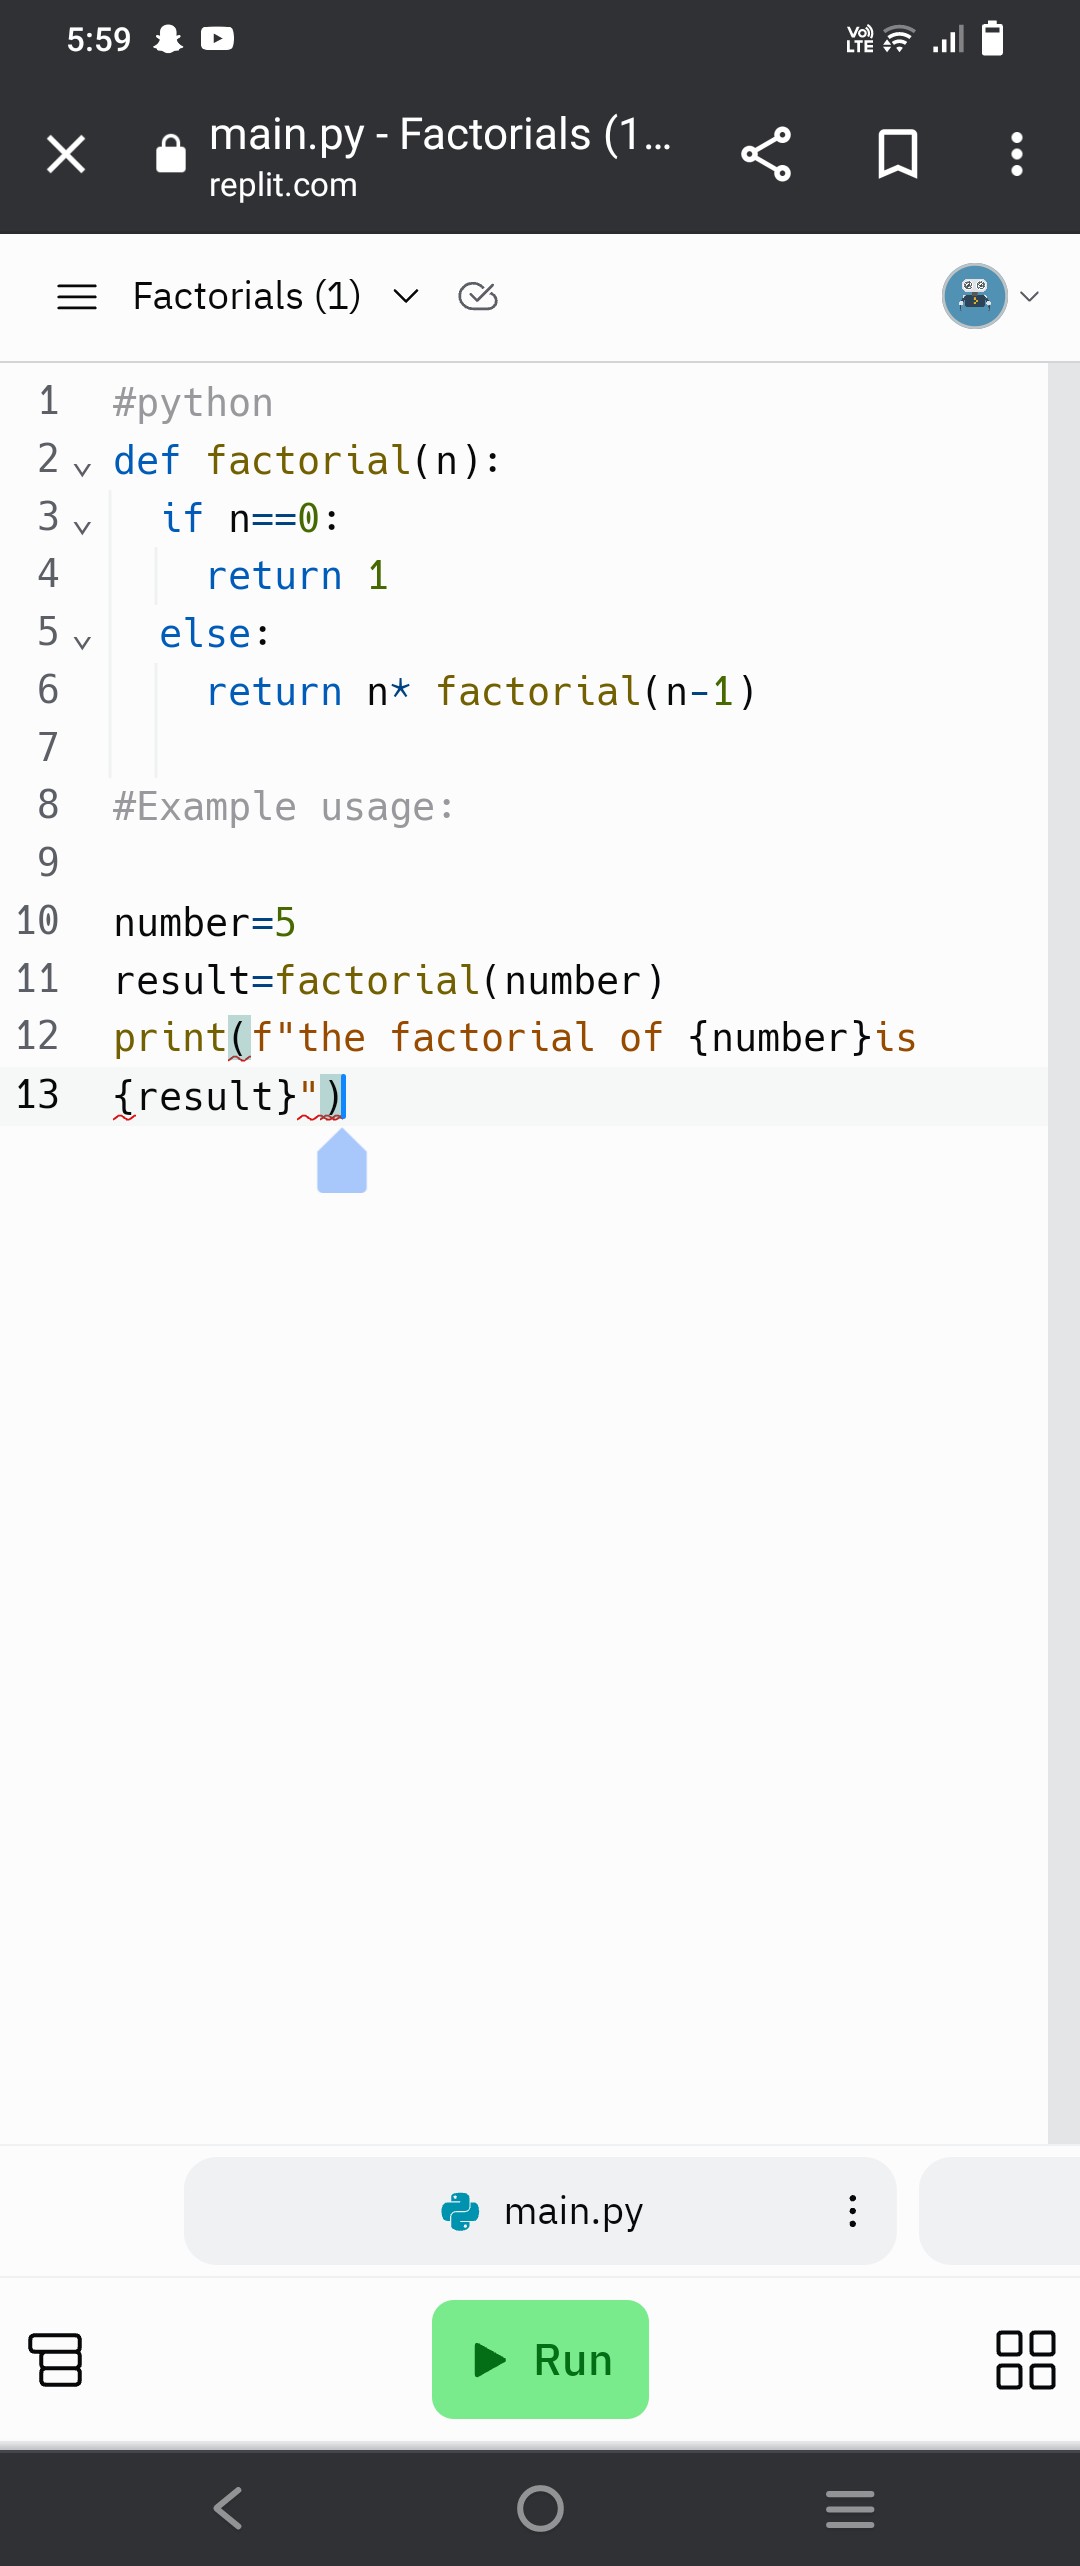 5:59 Vo) LTE
main.py - Factorials (1...
replit.com
Factorials (1)
1 #python
2 def factorial(n):
3   if n==0:
4     return 1
5   else:
6     return n* factorial(n-1)
7
8 #Example usage:
9
10 number=5
11 result=factorial(number)
12 print(f"the factorial of {number}is
13 {result}")
main.py
Run